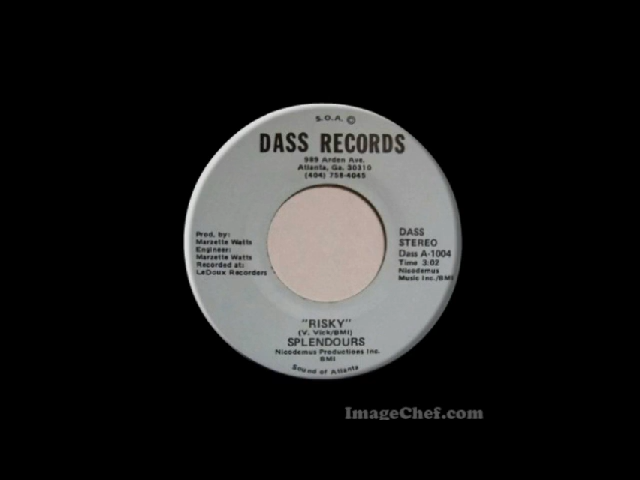 S.O.A. ©
DASS RECORDS
989 Arden Ave.
Atlanta, Ga. 30310
(404) 758-4045
Prod. by:
Marzette Watts
Engineer:
Marzette Watts
Recorded at:
LeDoux Recorders
DASS
STEREO
Dass A-1004
Time 3:02
Nicodemus
Music Inc./BMI
"RISKY"
(V. Vick/BMI)
SPLENDOURS
Nicodemus Productions Inc.
BMI
Sound of Atlanta
ImageChef.com